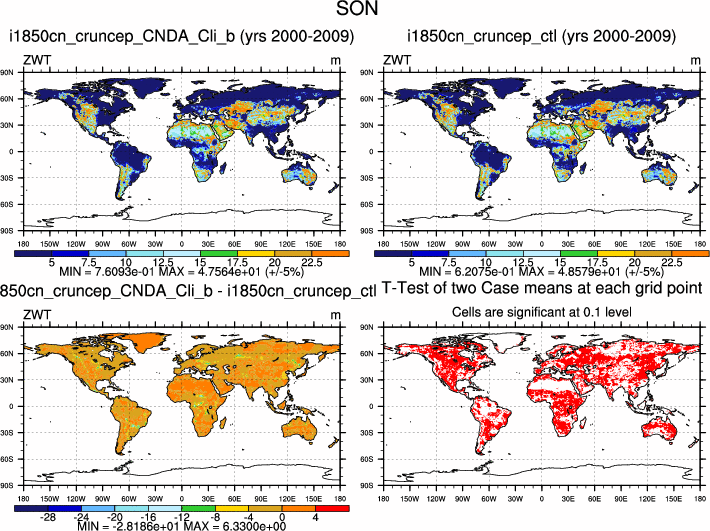 SON
i1850cn_cruncep_CNDA_Cli_b (yrs 2000-2009)
ZWT m
90N
60N
30N
0
30S
60S
90S
180 150W 120W 90W 60W 30W 0 30E 60E 90E 120E 150E 180
5 7.5 10 12.5 15 17.5 20 22.5
MIN = 7.6093e-01 MAX = 4.7564e+01 (+/-5%)
i1850cn_cruncep_ctl (yrs 2000-2009)
ZWT m
90N
60N
30N
0
30S
60S
90S
180 150W 120W 90W 60W 30W 0 30E 60E 90E 120E 150E 180
5 7.5 10 12.5 15 17.5 20 22.5
MIN = 6.2075e-01 MAX = 4.8579e+01 (+/-5%)
850cn_cruncep_CNDA_Cli_b - i1850cn_cruncep_ctl
ZWT m
90N
60N
30N
0
30S
60S
90S
180 150W 120W 90W 60W 30W 0 30E 60E 90E 120E 150E 180
-28 -24 -20 -16 -12 -8 -4 0 4
MIN = -2.8186e+01 MAX = 6.3300e+00
T-Test of two Case means at each grid point
Cells are significant at 0.1 level
90N
60N
30N
0
30S
60S
90S
180 150W 120W 90W 60W 30W 0 30E 60E 90E 120E 150E 180